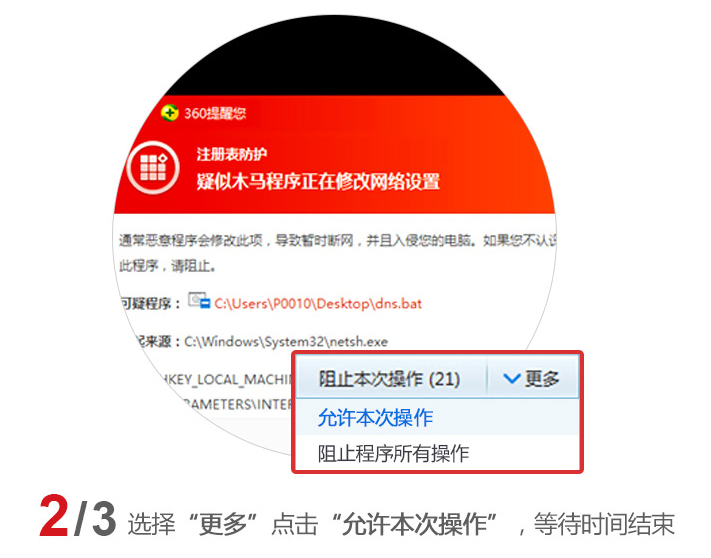 360提醒您
注册表防护
疑似木马程序正在修改网络设置
通常恶意程序会修改此项，导致暂时断网，并且入侵您的电脑。如果您不认
此程序，请阻止。
可疑程序： C:\Users\P0010\Desktop\dns.bat
起来源：C:\Windows\System32\netsh.exe
HKEY_LOCAL_MACHIN
RAMETERS\INTER
阻止本次操作 (21) 更多
允许本次操作
阻止程序所有操作
2/3 选择“更多”点击“允许本次操作”，等待时间结束